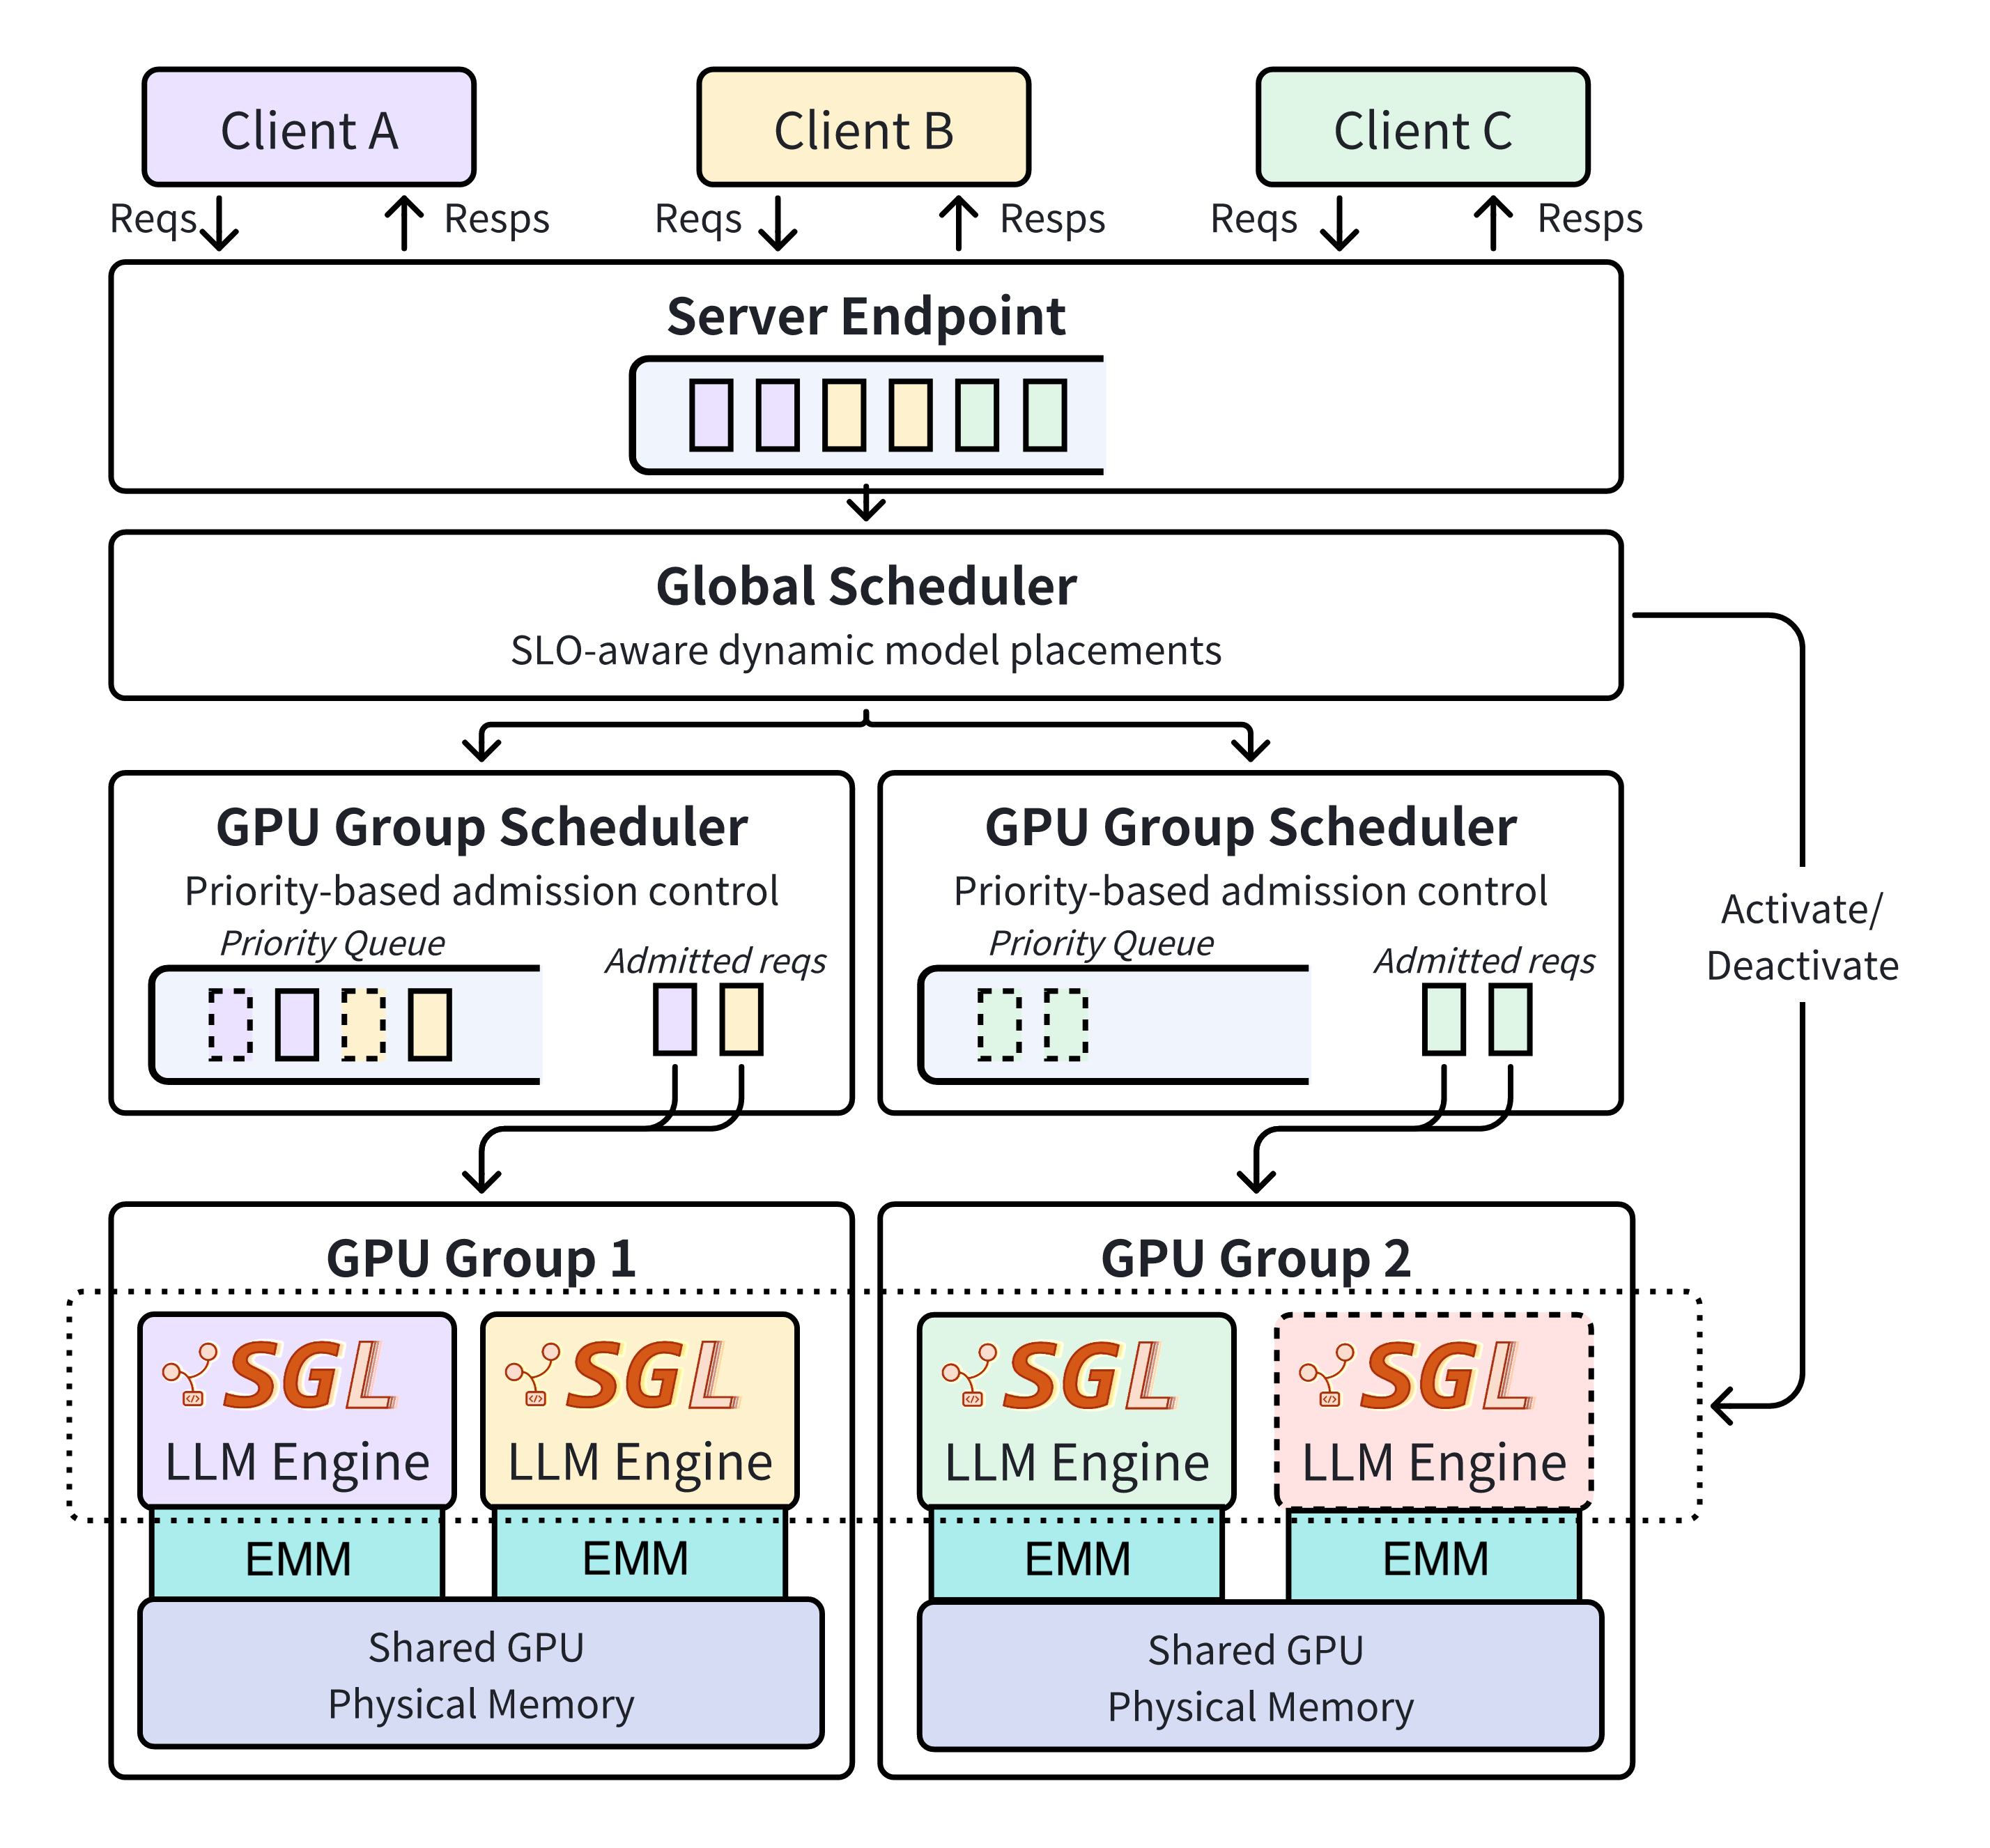 Client A
Client B
Client C
Reqs
Resps
Reqs
Resps
Reqs
Resps
Server Endpoint
Global Scheduler
SLO-aware dynamic model placements
GPU Group Scheduler
Priority-based admission control
Priority Queue
Admitted reqs
GPU Group Scheduler
Priority-based admission control
Priority Queue
Admitted reqs
Activate/
Deactivate
GPU Group 1
SGL
LLM Engine
SGL
LLM Engine
EMM
EMM
Shared GPU
Physical Memory
GPU Group 2
SGL
LLM Engine
SGL
LLM Engine
EMM
EMM
Shared GPU
Physical Memory